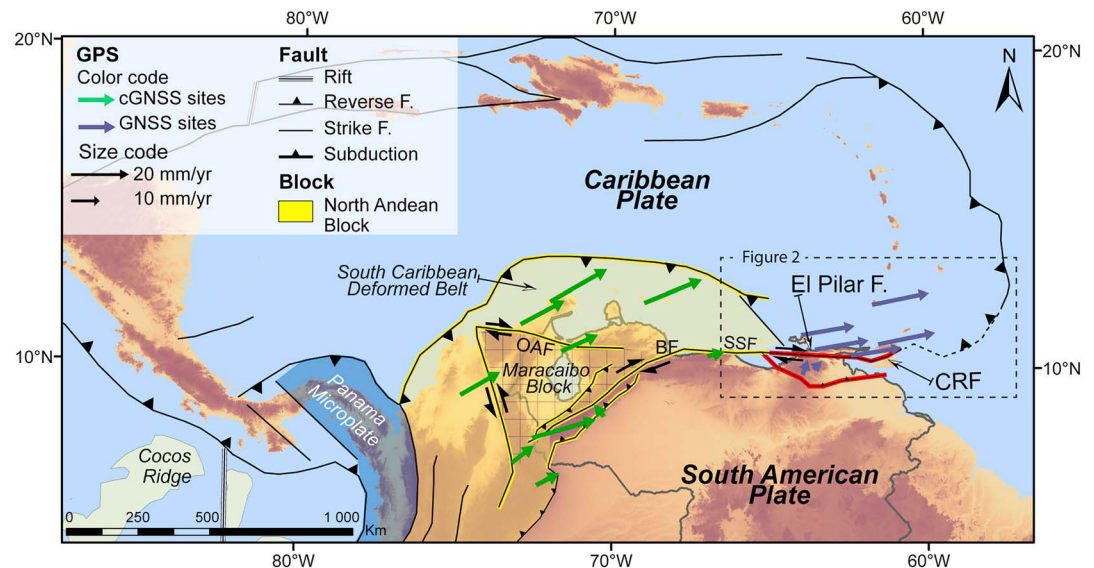 80°W
70°W
60°W
20°N
20°N
GPS
Color code
cGNSS sites
GNSS sites
Size code
20 mm/yr
10 mm/yr
Fault
Rift
Reverse F.
Strike F.
Subduction
Block
North Andean
Block
N
Caribbean
Plate
Figure 2
South Caribbean
Deformed Belt
El Pilar F.
OAF
BF
SSF
10°N
10°N
Maracaibo
Block
CRF
Panama
Microplate
Cocos
Ridge
South American
Plate
0
250
500
1 000
Km
80°W
70°W
60°W